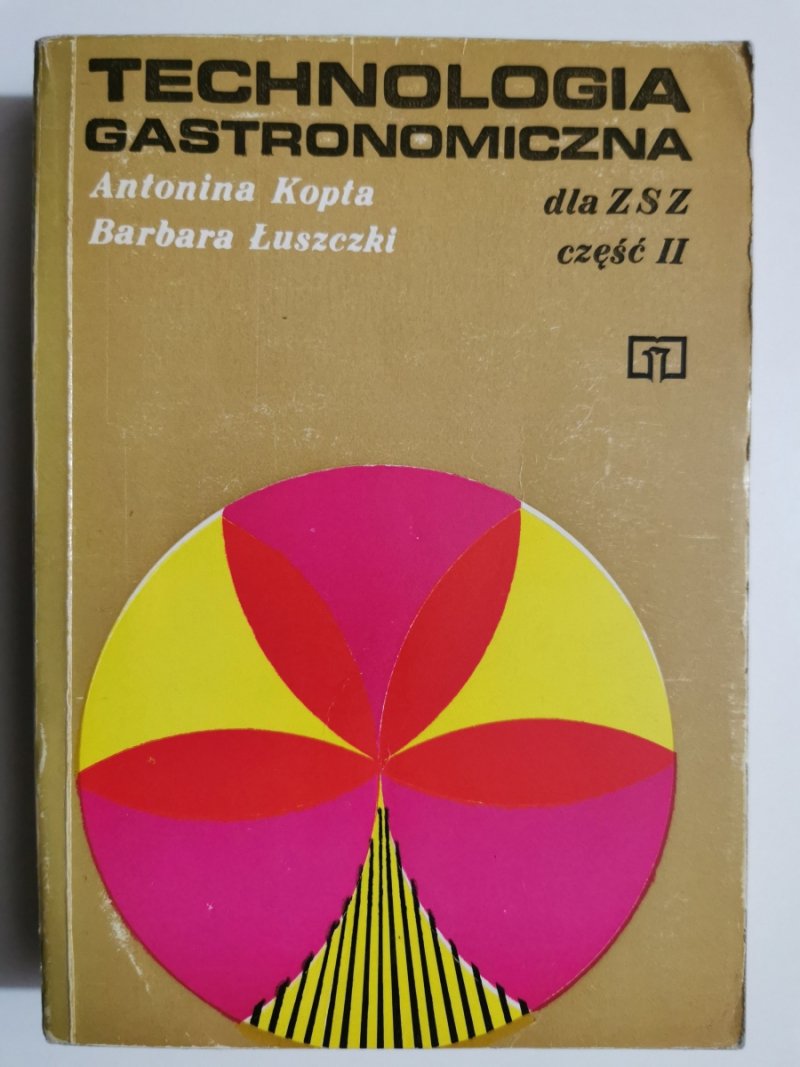 TECHNOLOGIA
GASTRONOMICZNA
Antonina Kopta
Barbara Łuszczki
dla ZSZ
część II